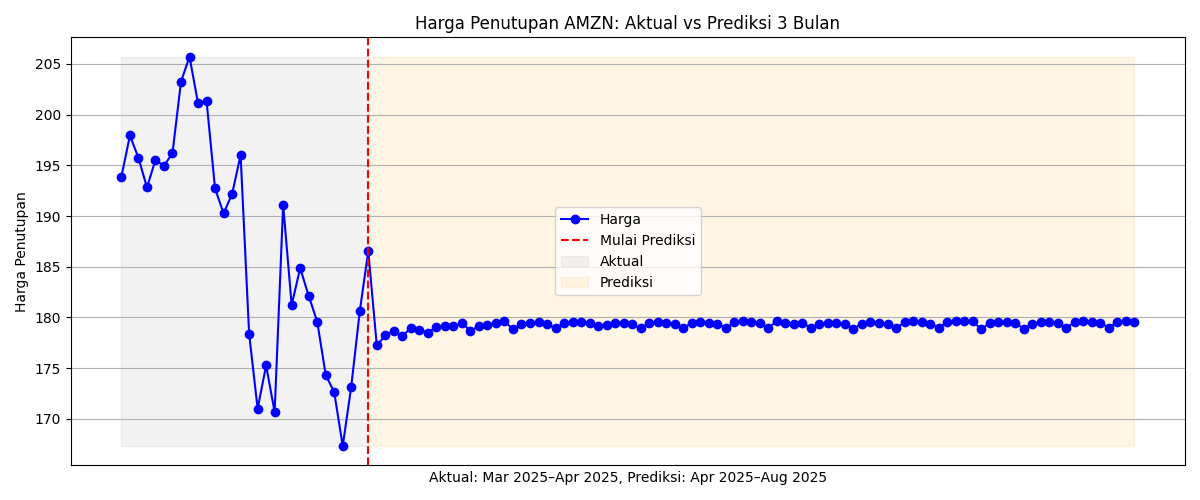 Harga Penutupan AMZN: Aktual vs Prediksi 3 Bulan
Harga Penutupan
205
200
195
190
185
180
175
170
Harga
Mulai Prediksi
Aktual
Prediksi
Aktual: Mar 2025–Apr 2025, Prediksi: Apr 2025–Aug 2025